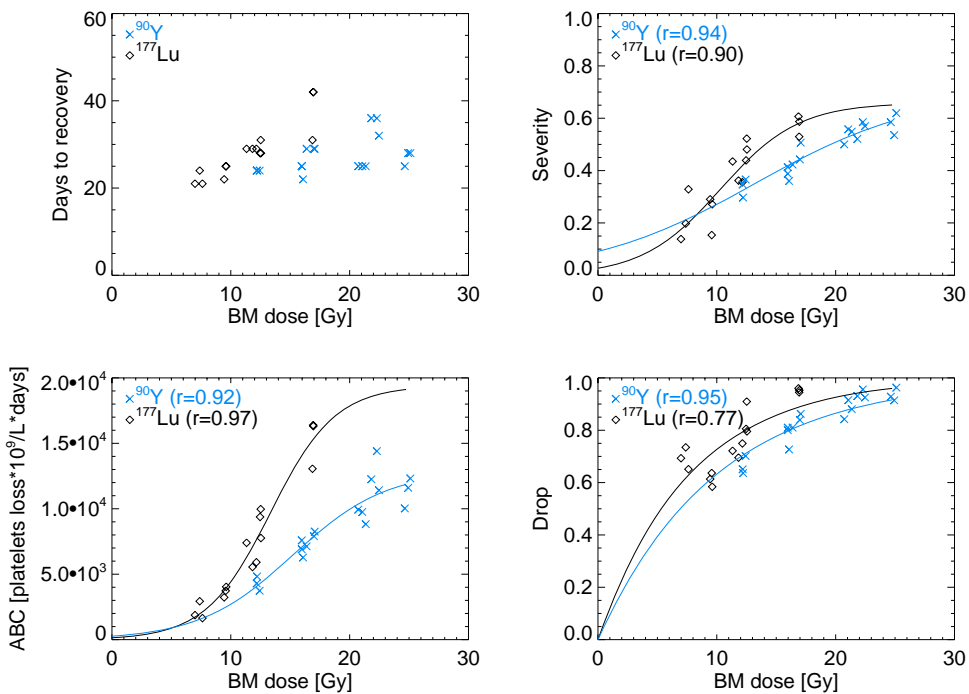 60
40
20
0
Days to recovery
⁹⁰Y
¹⁷⁷Lu
0 10 20 30
BM dose [Gy]
1.0
0.8
0.6
0.4
0.2
0.0
Severity
⁹⁰Y (r=0.94)
¹⁷⁷Lu (r=0.90)
0 10 20 30
BM dose [Gy]
2.0•10⁴
1.5•10⁴
1.0•10⁴
5.0•10³
0
ABC [platelets loss*10⁹/L*days]
⁹⁰Y (r=0.92)
¹⁷⁷Lu (r=0.97)
0 10 20 30
BM dose [Gy]
1.0
0.8
0.6
0.4
0.2
0.0
Drop
⁹⁰Y (r=0.95)
¹⁷⁷Lu (r=0.77)
0 10 20 30
BM dose [Gy]